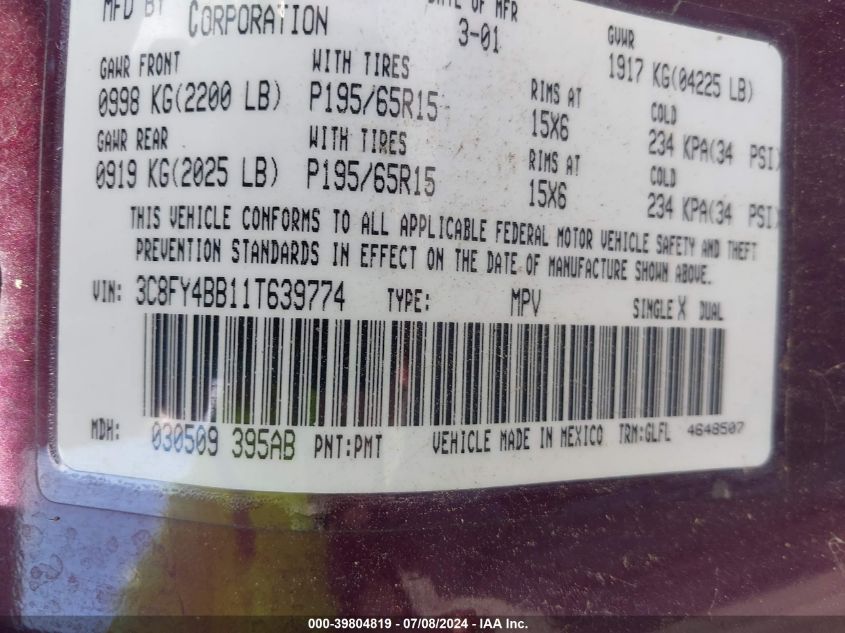 MFD BY CORPORATION DATE OF MFR 3-01 GVWR 1917 KG(04225 LB)
GAWR FRONT WITH TIRES RIMS AT COLD
0998 KG(2200 LB) P195/65R15 15X6 234 KPA(34 PSI)
GAWR REAR WITH TIRES RIMS AT COLD
0919 KG(2025 LB) P195/65R15 15X6 234 KPA(34 PSI)
THIS VEHICLE CONFORMS TO ALL APPLICABLE FEDERAL MOTOR VEHICLE SAFETY AND THEFT
PREVENTION STANDARDS IN EFFECT ON THE DATE OF MANUFACTURE SHOWN ABOVE.
VIN: 3C8FY4BB11T639774 TYPE: MPV SINGLE X DUAL
MDH: 030509 395AB PNT:PMT VEHICLE MADE IN MEXICO TRM:GLFL 4648507
000-39804819 / 07/08/2024 - IAA Inc.